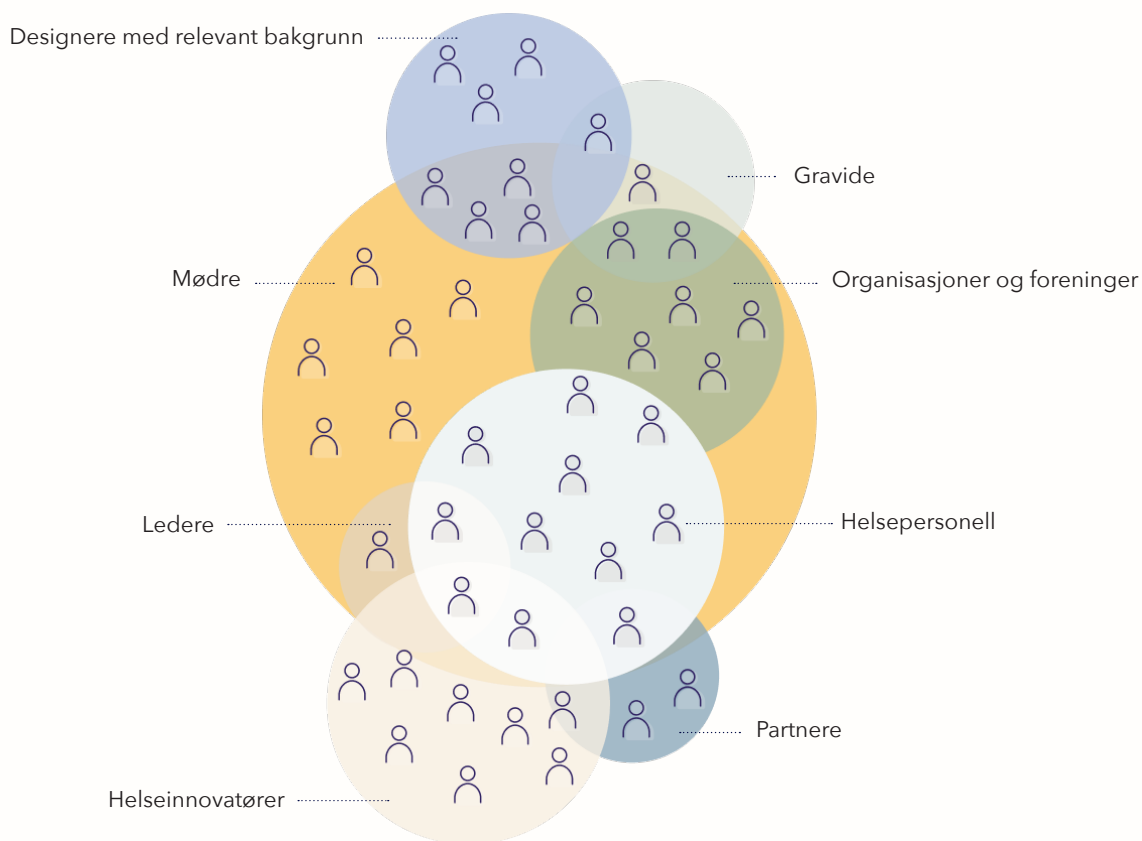 Designere med relevant bakgrunn
Gravide
Mødre
Organisasjoner og foreninger
Ledere
Helsepersonell
Partnere
Helseinnovatører